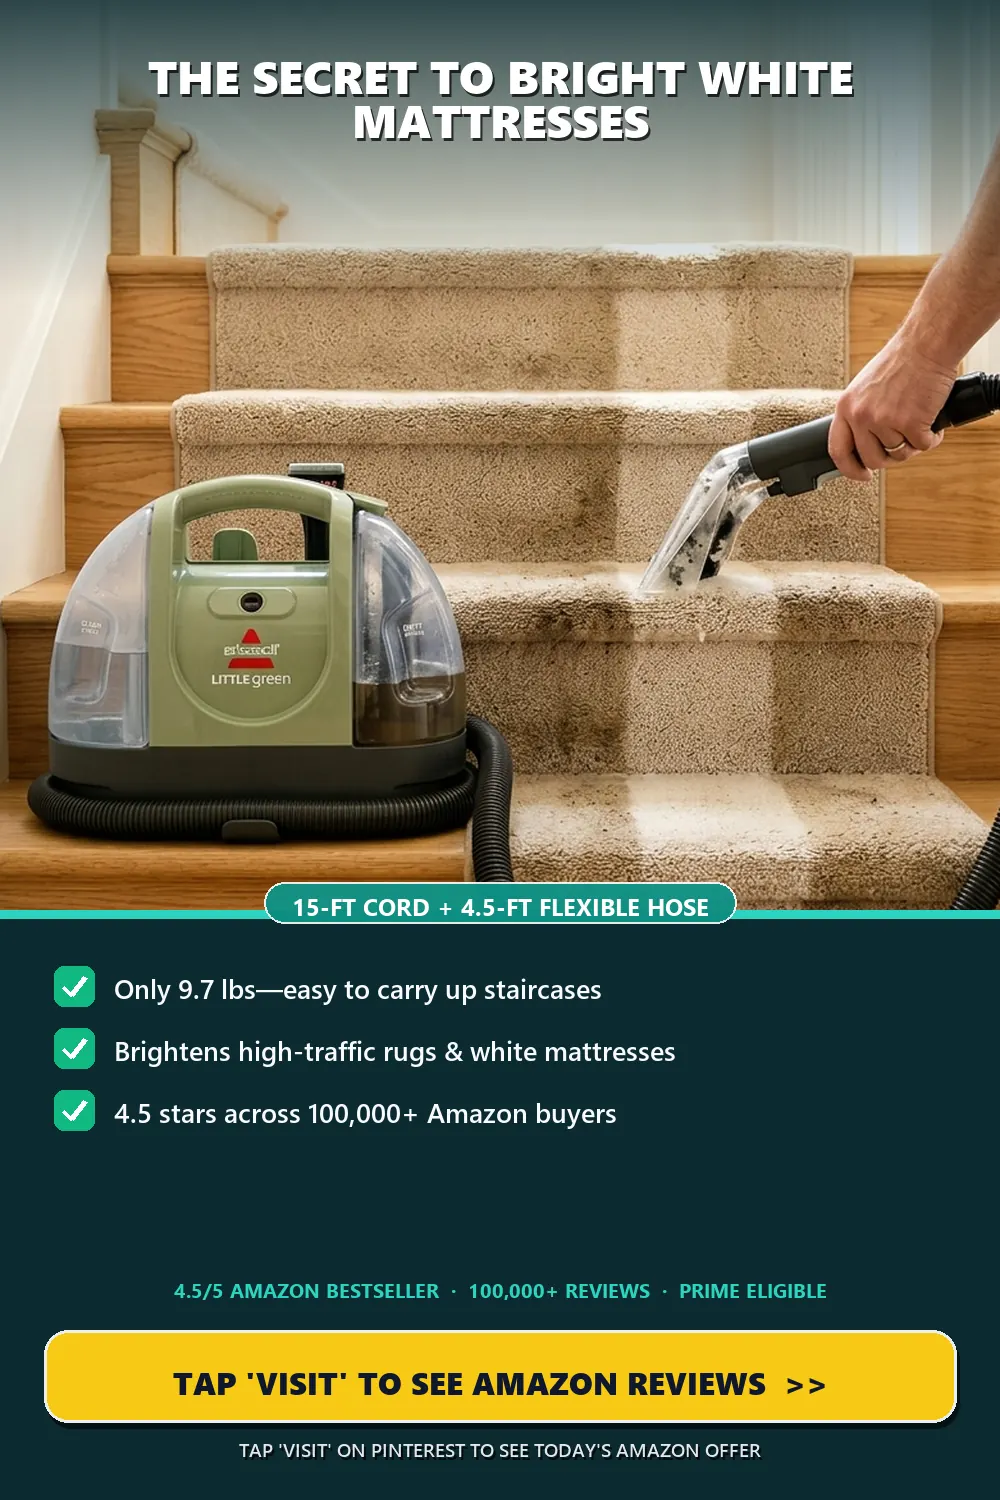 THE SECRET TO BRIGHT WHITE
MATTRESSES
LITTLE green
15-FT CORD + 4.5-FT FLEXIBLE HOSE
Only 9.7 lbs—easy to carry up staircases
Brightens high-traffic rugs & white mattresses
4.5 stars across 100,000+ Amazon buyers
4.5/5 AMAZON BESTSELLER · 100,000+ REVIEWS · PRIME ELIGIBLE
TAP 'VISIT' TO SEE AMAZON REVIEWS >>
TAP 'VISIT' ON PINTEREST TO SEE TODAY'S AMAZON OFFER